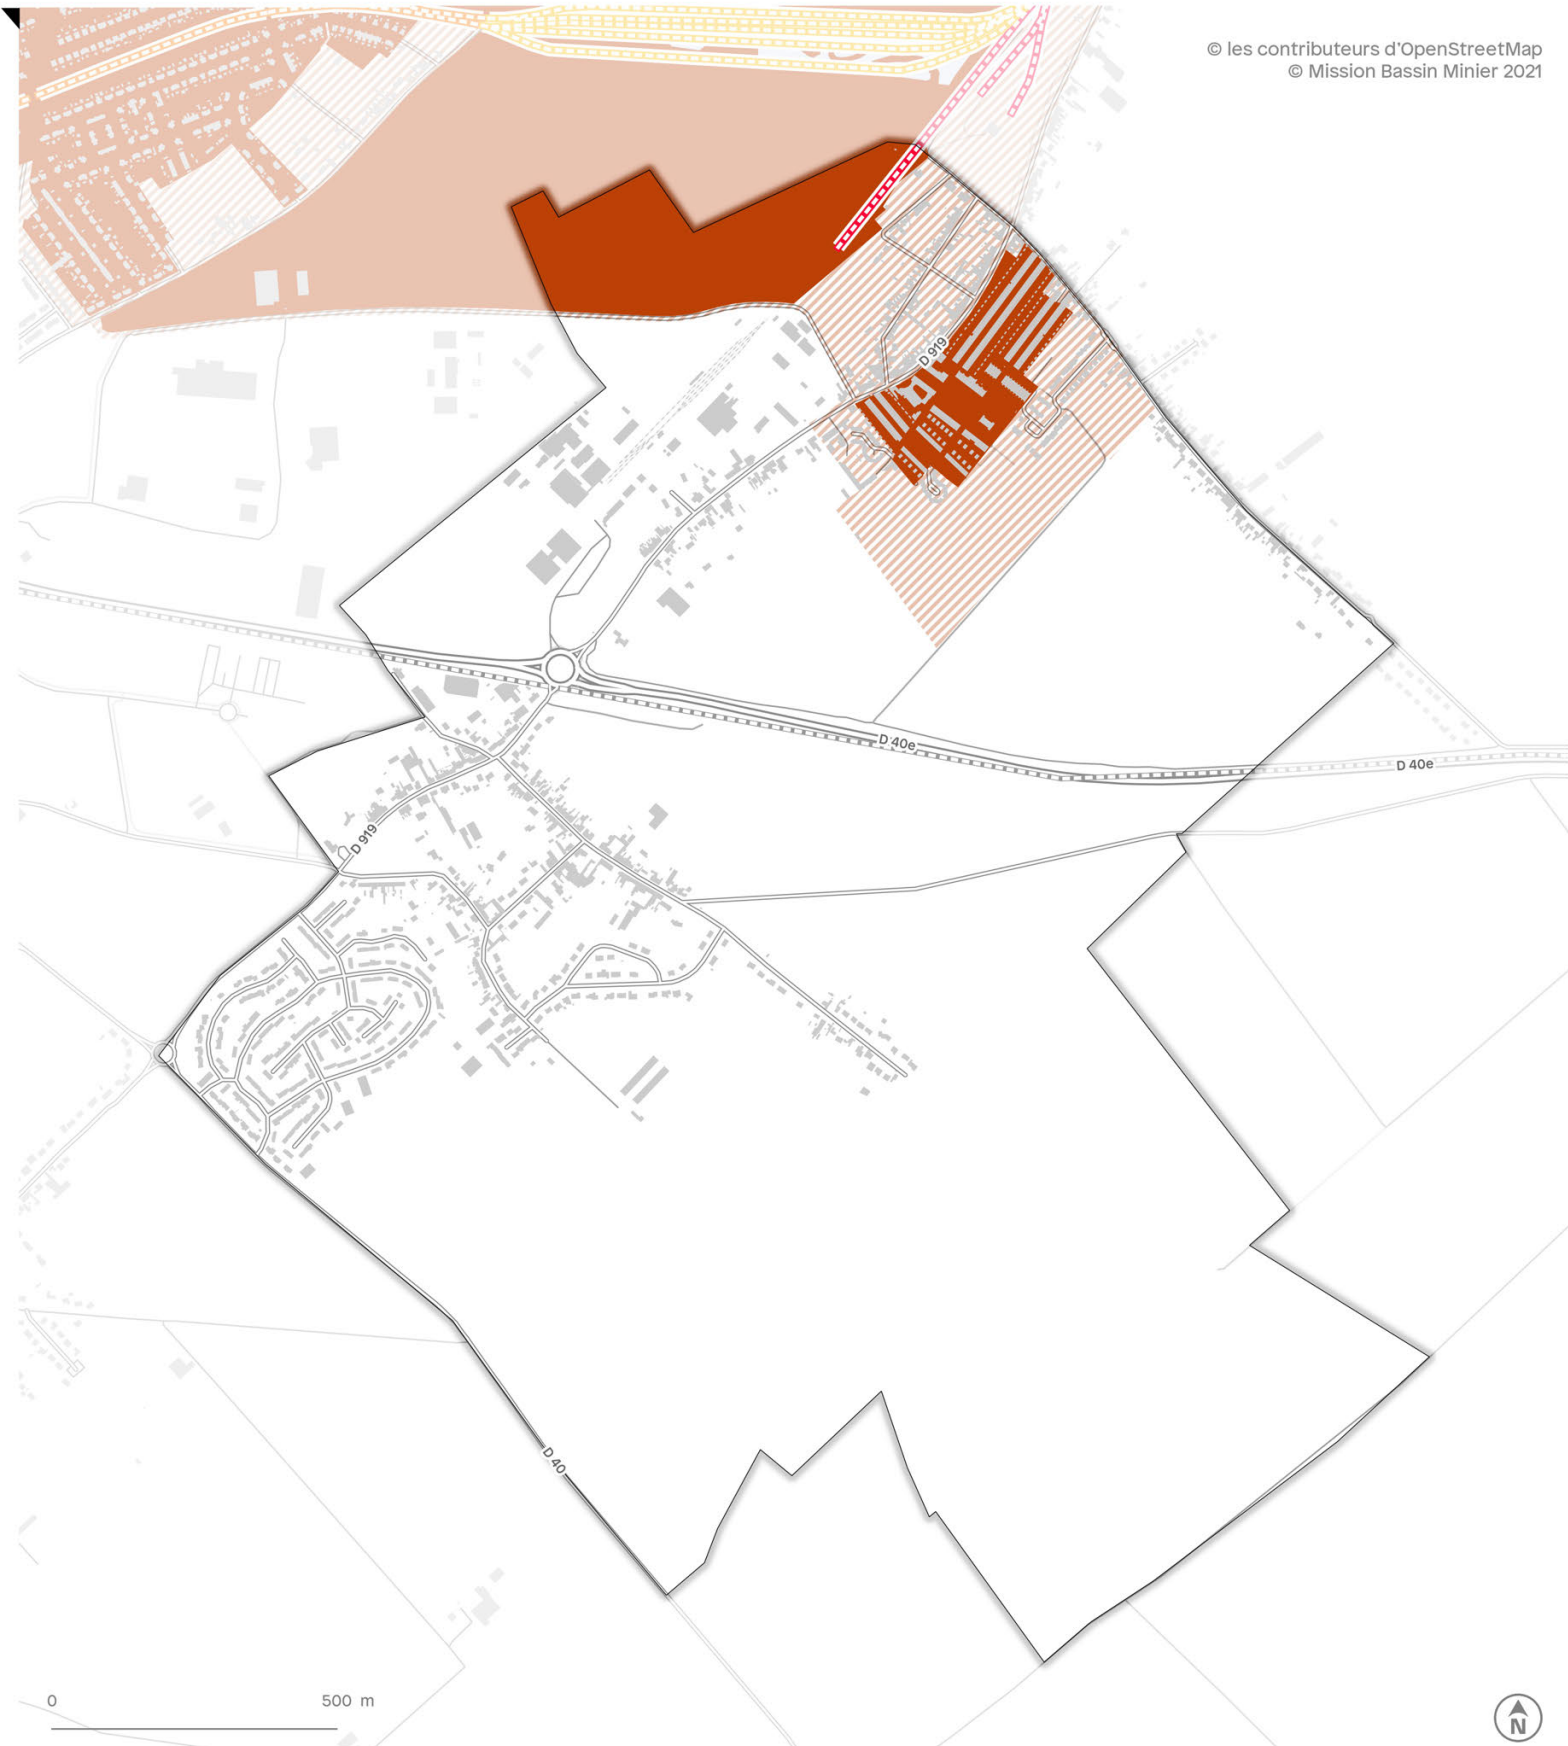 © les contributeurs d'OpenStreetMap
© Mission Bassin Minier 2021
D 919
D 40e
D 40e
D 919
D 40
0 500 m
N